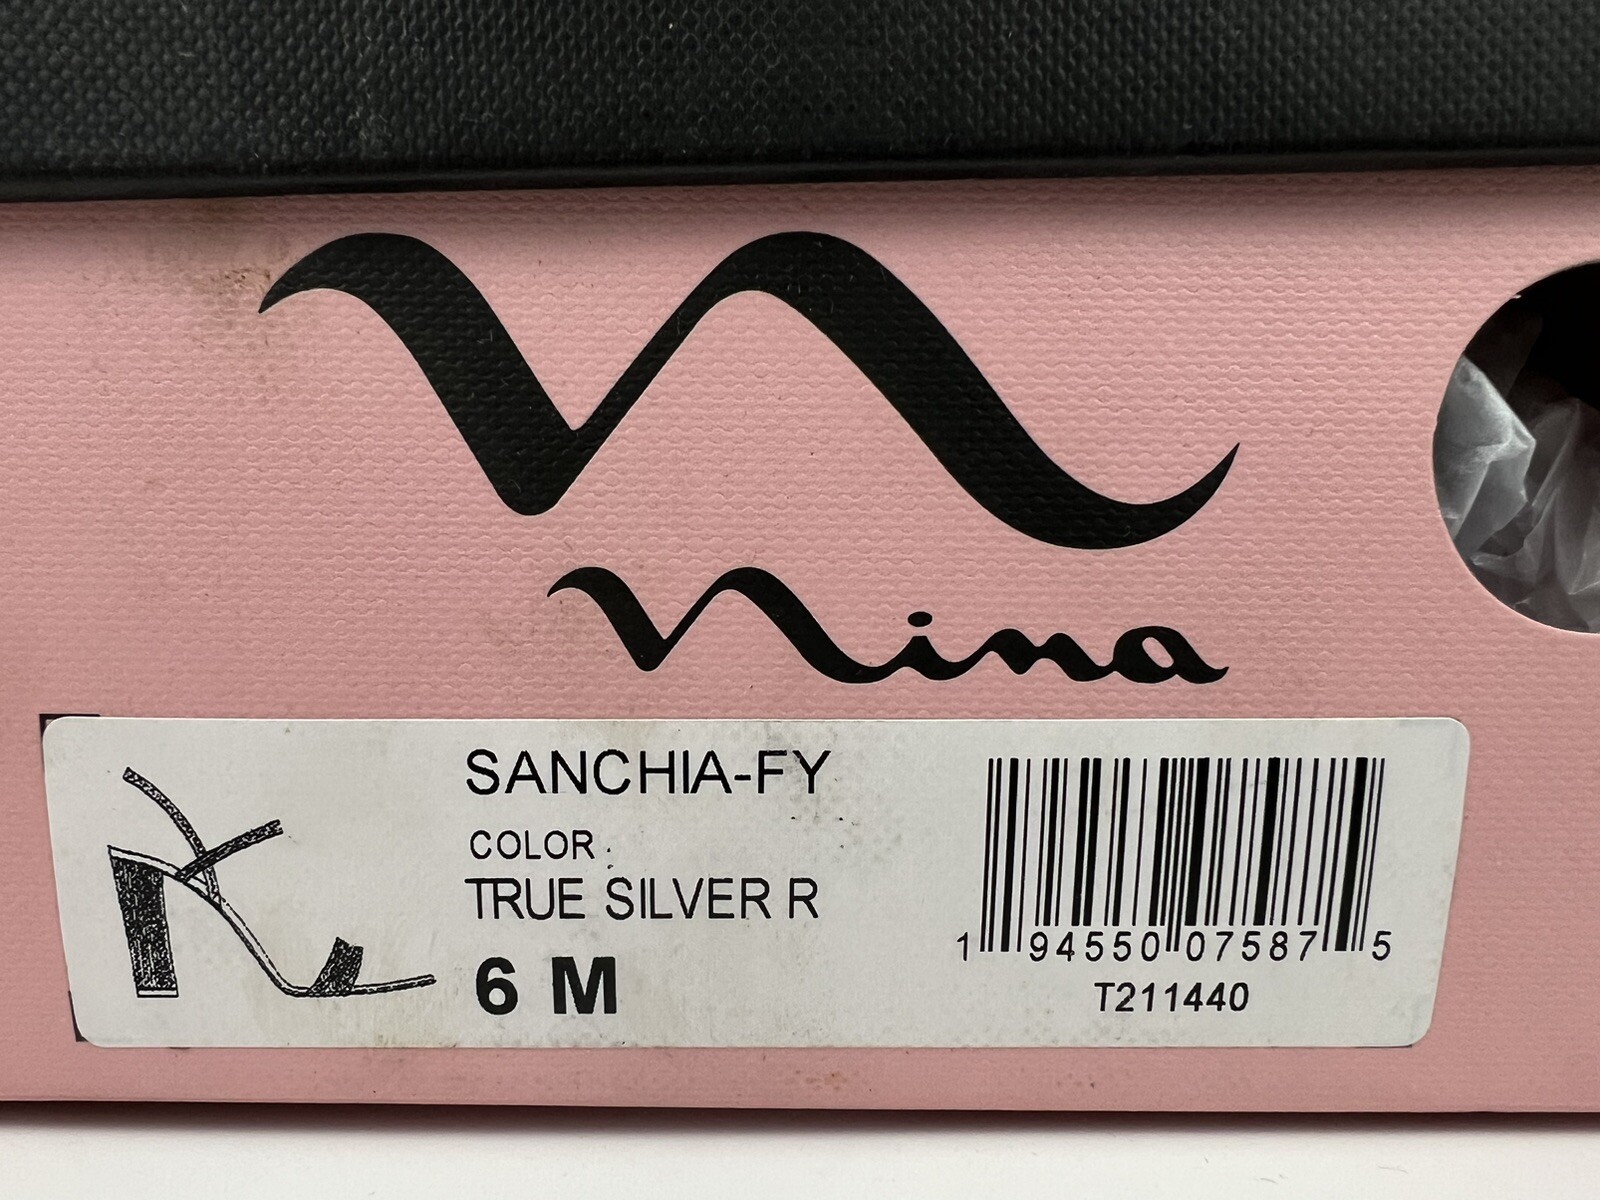 nina
SANCHIA-FY
COLOR:
TRUE SILVER R
6 M
1 94550 07587 5
T211440